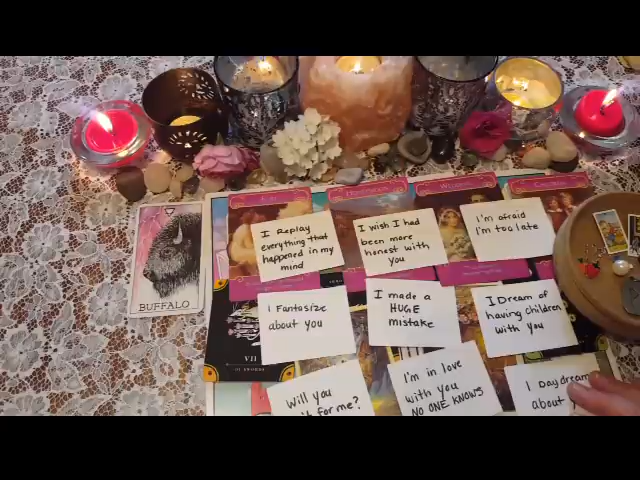 I Replay
everything that
happened in my
mind
I wish I had
been more
honest with
you
I'm afraid
I'm too late
I Fantasize
about you
I made a
HUGE
mistake
I Dream of
having children
with you
Will you
for me?
I'm in love
with you
NO ONE KNOWS
I Daydream
about
BUFFALO
VII